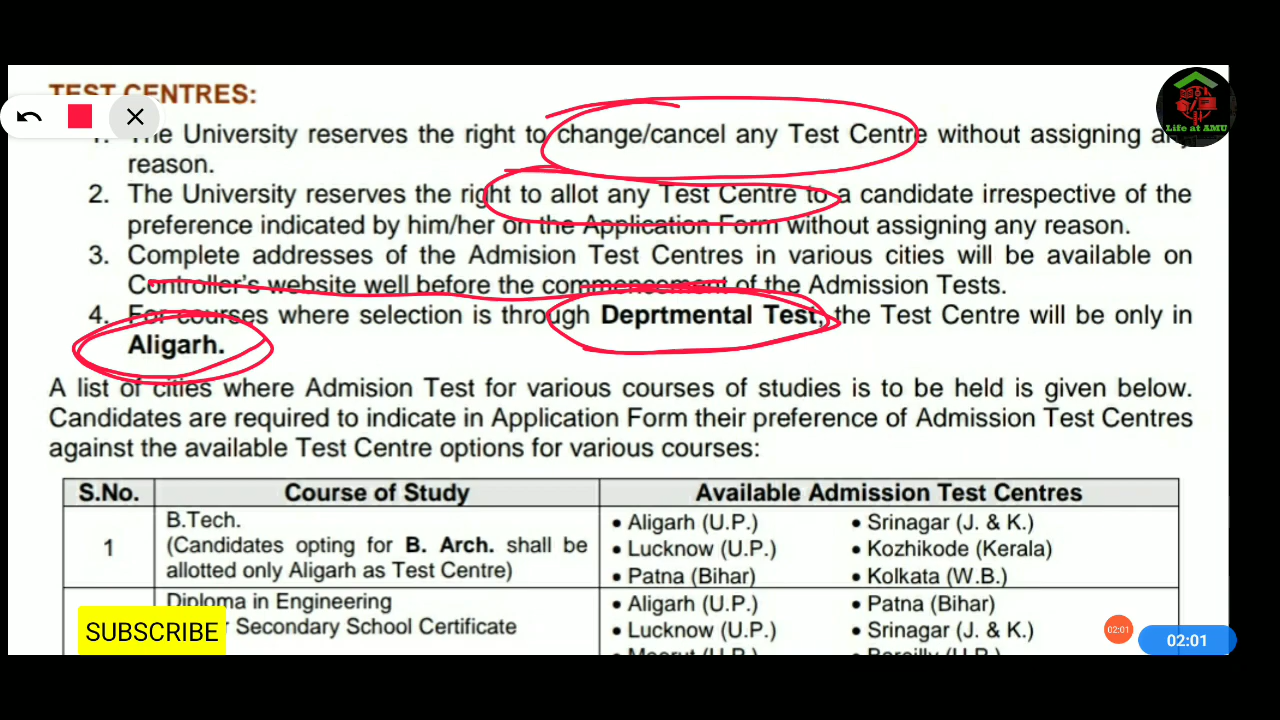 TEST CENTRES:
1. The University reserves the right to change/cancel any Test Centre without assigning any
reason.
2. The University reserves the right to allot any Test Centre to a candidate irrespective of the
preference indicated by him/her on the Application Form without assigning any reason.
3. Complete addresses of the Admision Test Centres in various cities will be available on
Controller's website well before the commencement of the Admission Tests.
4. For courses where selection is through Deprtmental Test, the Test Centre will be only in
Aligarh.
A list of cities where Admision Test for various courses of studies is to be held is given below.
Candidates are required to indicate in Application Form their preference of Admission Test Centres
against the available Test Centre options for various courses:
S.No. Course of Study Available Admission Test Centres
1
B.Tech.
(Candidates opting for B. Arch. shall be
allotted only Aligarh as Test Centre)
• Aligarh (U.P.)
• Lucknow (U.P.)
• Patna (Bihar)
• Srinagar (J. & K.)
• Kozhikode (Kerala)
• Kolkata (W.B.)
Diploma in Engineering
Secondary School Certificate
• Aligarh (U.P.)
• Lucknow (U.P.)
• Meerut (U.P.)
• Patna (Bihar)
• Srinagar (J. & K.)
• Bareilly (U.P.)
Life at AMU
SUBSCRIBE
02:01
02:01